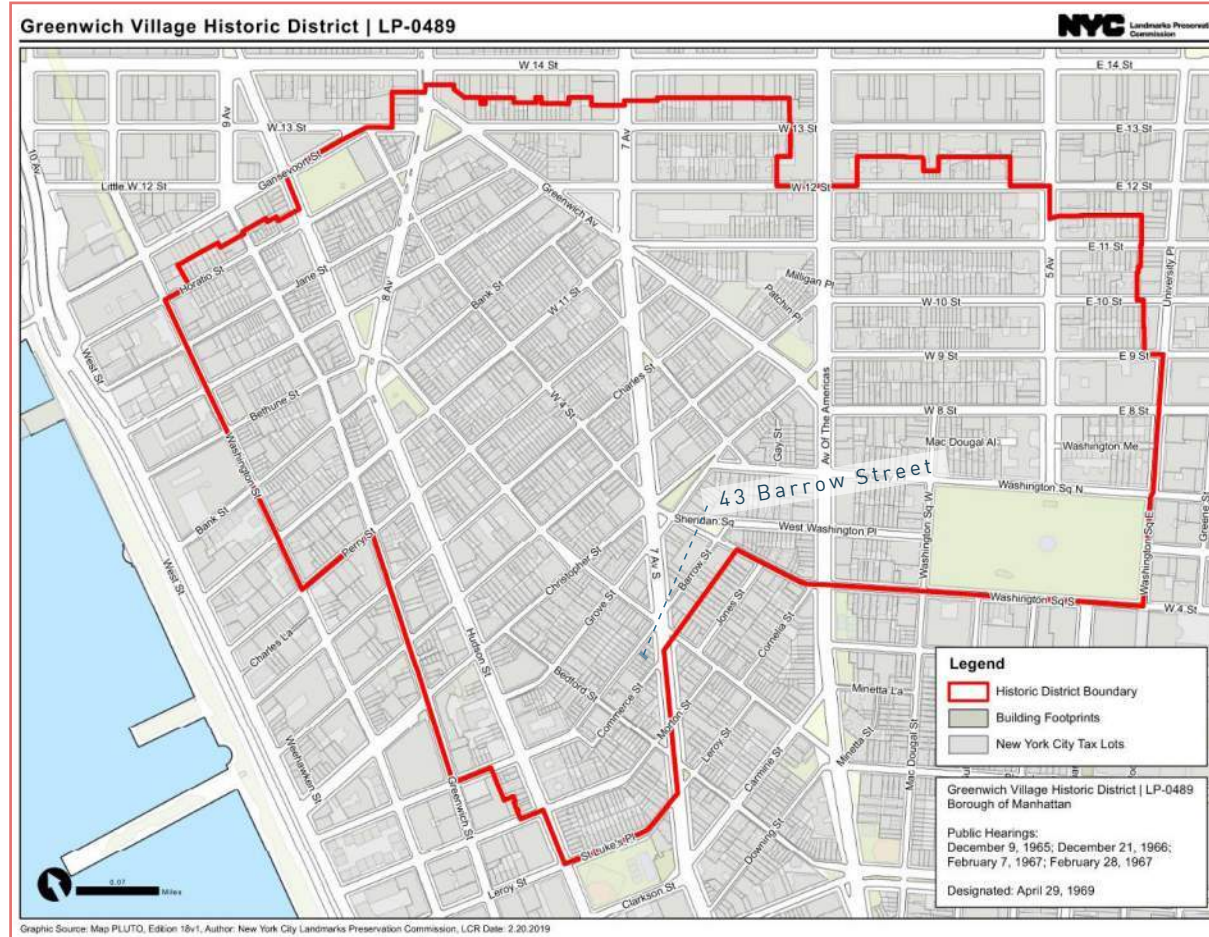 Greenwich Village Historic District | LP-0489
NYC
Landmarks Preservation
Commission
W 14 St
E 14 St
9 Av
W 13 St
7 Av
W 13 St
E 13 St
10 Av
Gansevoort St
Little W 12 St
W 12 St
E 12 St
Greenwich Av
E 11 St
5 Av
University Pl
Horatio St
Jane St
8 Av
Bank St
W 11 St
Milligan Pl
Patchin Pl
W 10 St
E 10 St
West St
W 9 St
E 9 St
Charles St
Av Of The Americas
Bethune St
W 4 St
W 8 St
E 8 St
Gay St
Mac Dougal Al
Washington Me
Washington St
43 Barrow Street
Washington Sq N
Washington Sq W
Bank St
Sheridan Sq
West Washington Pl
Washington Sq E
Greene St
Perry St
7 Av S
Christopher St
Barrow St
West St
Grove St
Jones St
Washington Sq S
W 4 St
Charles La
Hudson St
Cornelia St
Bedford St
Commerce St
Minetta La
Morton St
Weehawken St
Leroy St
Minetta St
Mac Dougal St
Carmine St
Greenwich St
Downing St
St Luke's Pl
Leroy St
Clarkson St
Legend
Historic District Boundary
Building Footprints
New York City Tax Lots
Greenwich Village Historic District | LP-0489
Borough of Manhattan
Public Hearings:
December 9, 1965; December 21, 1966;
February 7, 1967; February 28, 1967
Designated: April 29, 1969
0.07
Miles
Graphic Source: Map PLUTO, Edition 18v1, Author: New York City Landmarks Preservation Commission, LCR Date: 2.20.2019